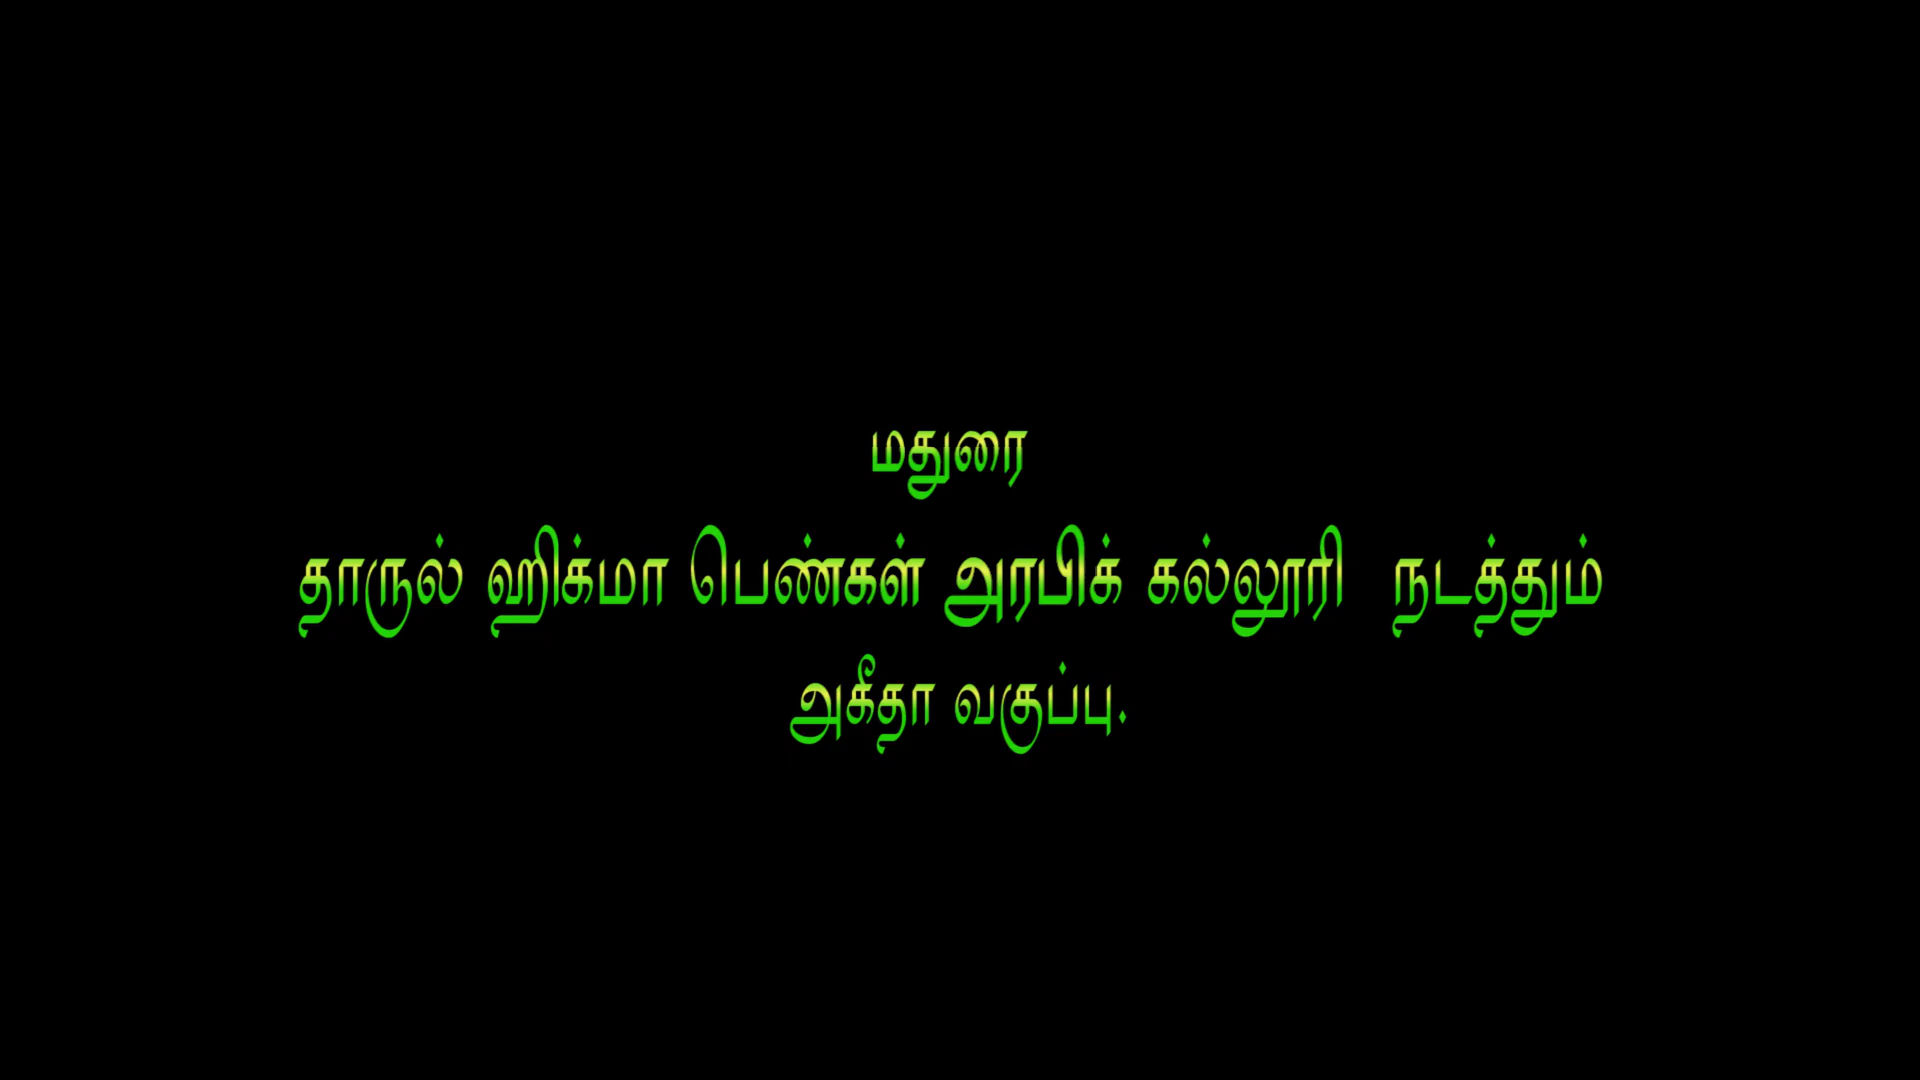 மதுரை
தாருல் ஹிக்மா பெண்கள் அரபிக் கல்லூரி நடத்தும்
அகீதா வகுப்பு.